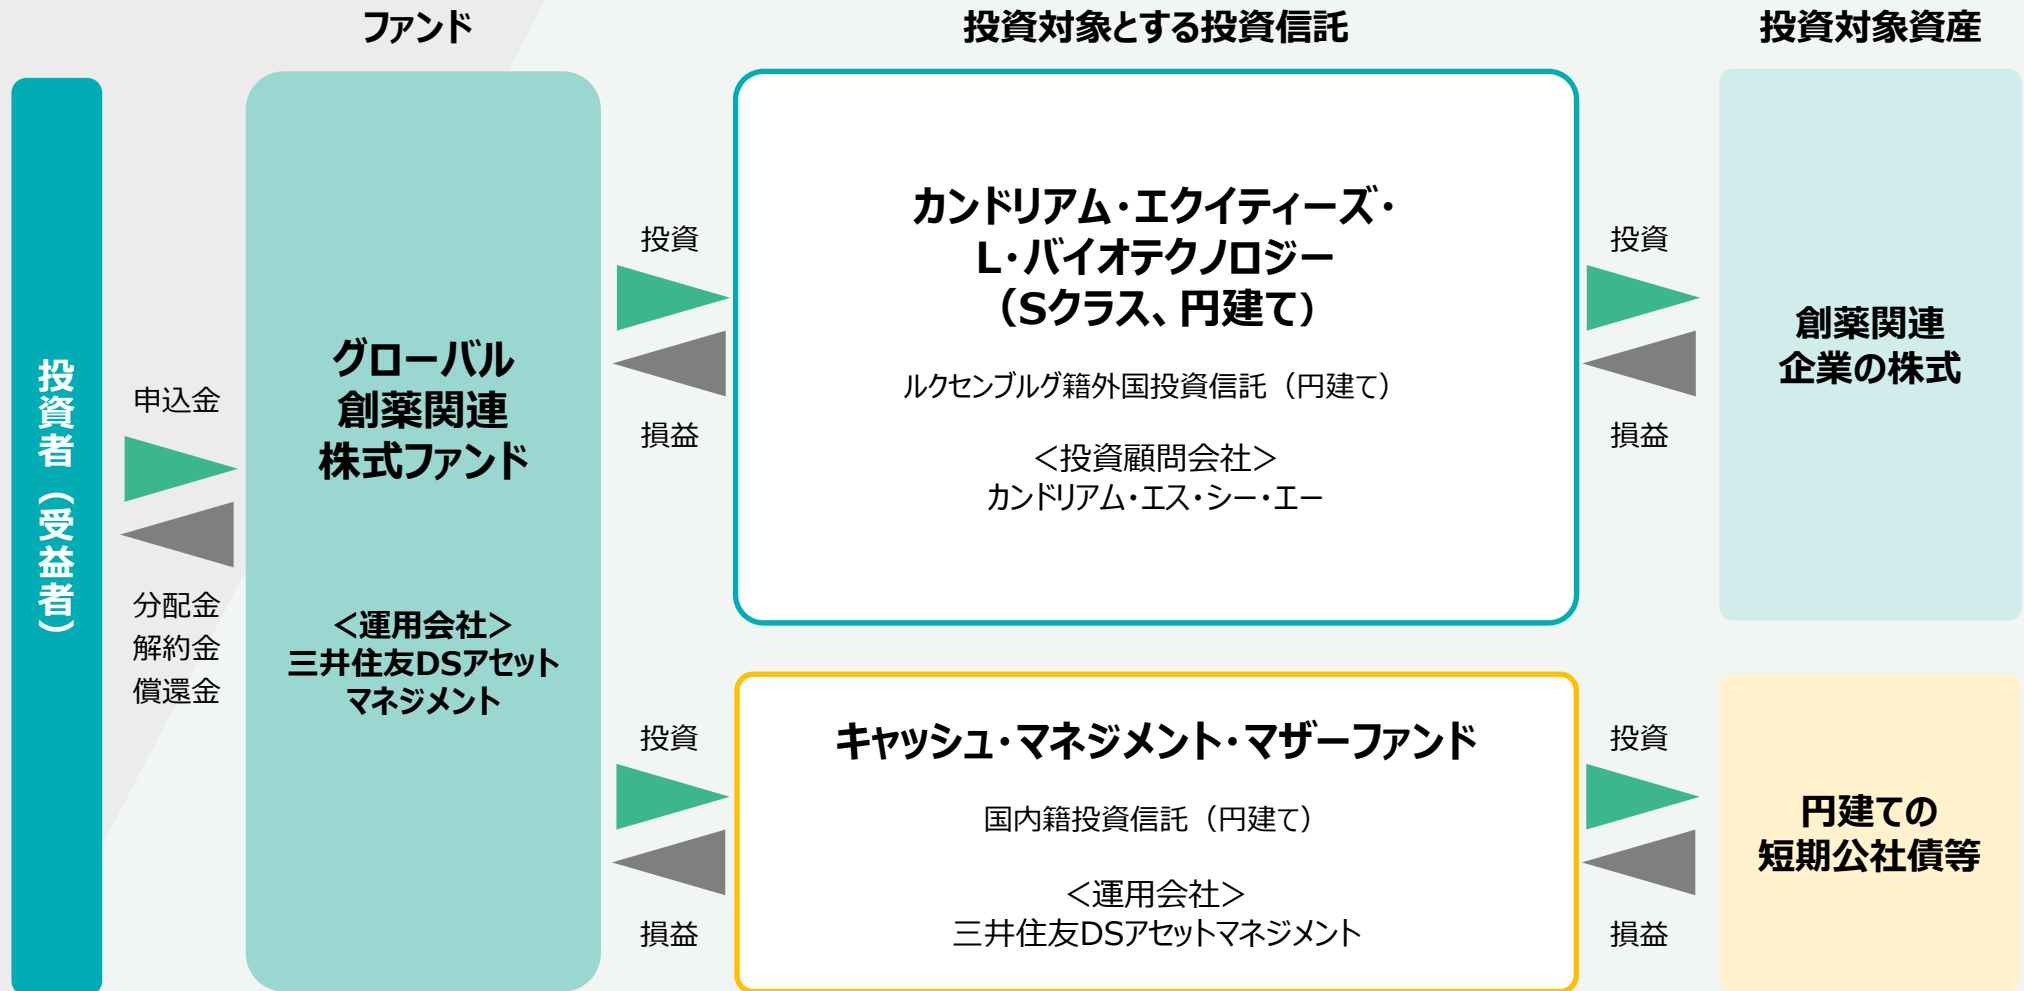 ファンド
投資対象とする投資信託
投資対象資産
投資者（受益者）
申込金
分配金
解約金
償還金
グローバル
創薬関連
株式ファンド
＜運用会社＞
三井住友DSアセット
マネジメント
投資
損益
カンドリアム・エクイティーズ・
L・バイオテクノロジー
（Sクラス、円建て）
ルクセンブルグ籍外国投資信託（円建て）
＜投資顧問会社＞
カンドリアム・エス・シー・エー
投資
損益
創薬関連
企業の株式
投資
損益
キャッシュ・マネジメント・マザーファンド
国内籍投資信託（円建て）
＜運用会社＞
三井住友DSアセットマネジメント
投資
損益
円建ての
短期公社債等